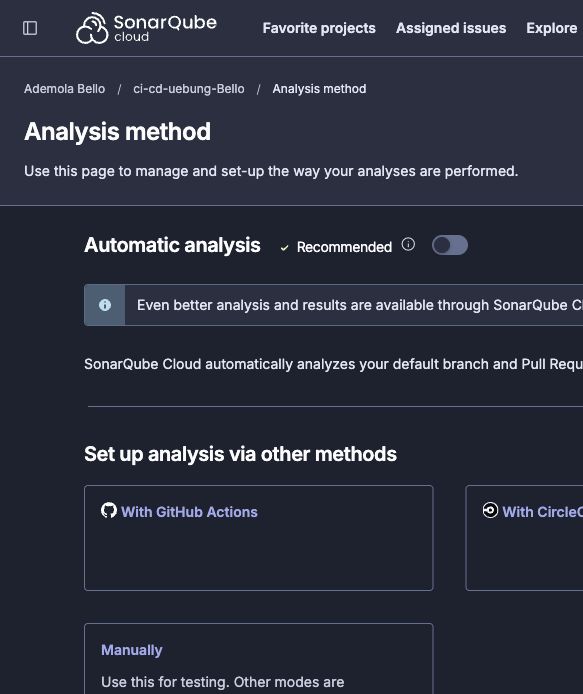 SonarQube
cloud
Favorite projects Assigned issues Explore
Ademola Bello / ci-cd-uebung-Bello / Analysis method
Analysis method
Use this page to manage and set-up the way your analyses are performed.
Automatic analysis ✓ Recommended
Even better analysis and results are available through SonarQube Cl
SonarQube Cloud automatically analyzes your default branch and Pull Requ
Set up analysis via other methods
With GitHub Actions
With CircleC
Manually
Use this for testing. Other modes are